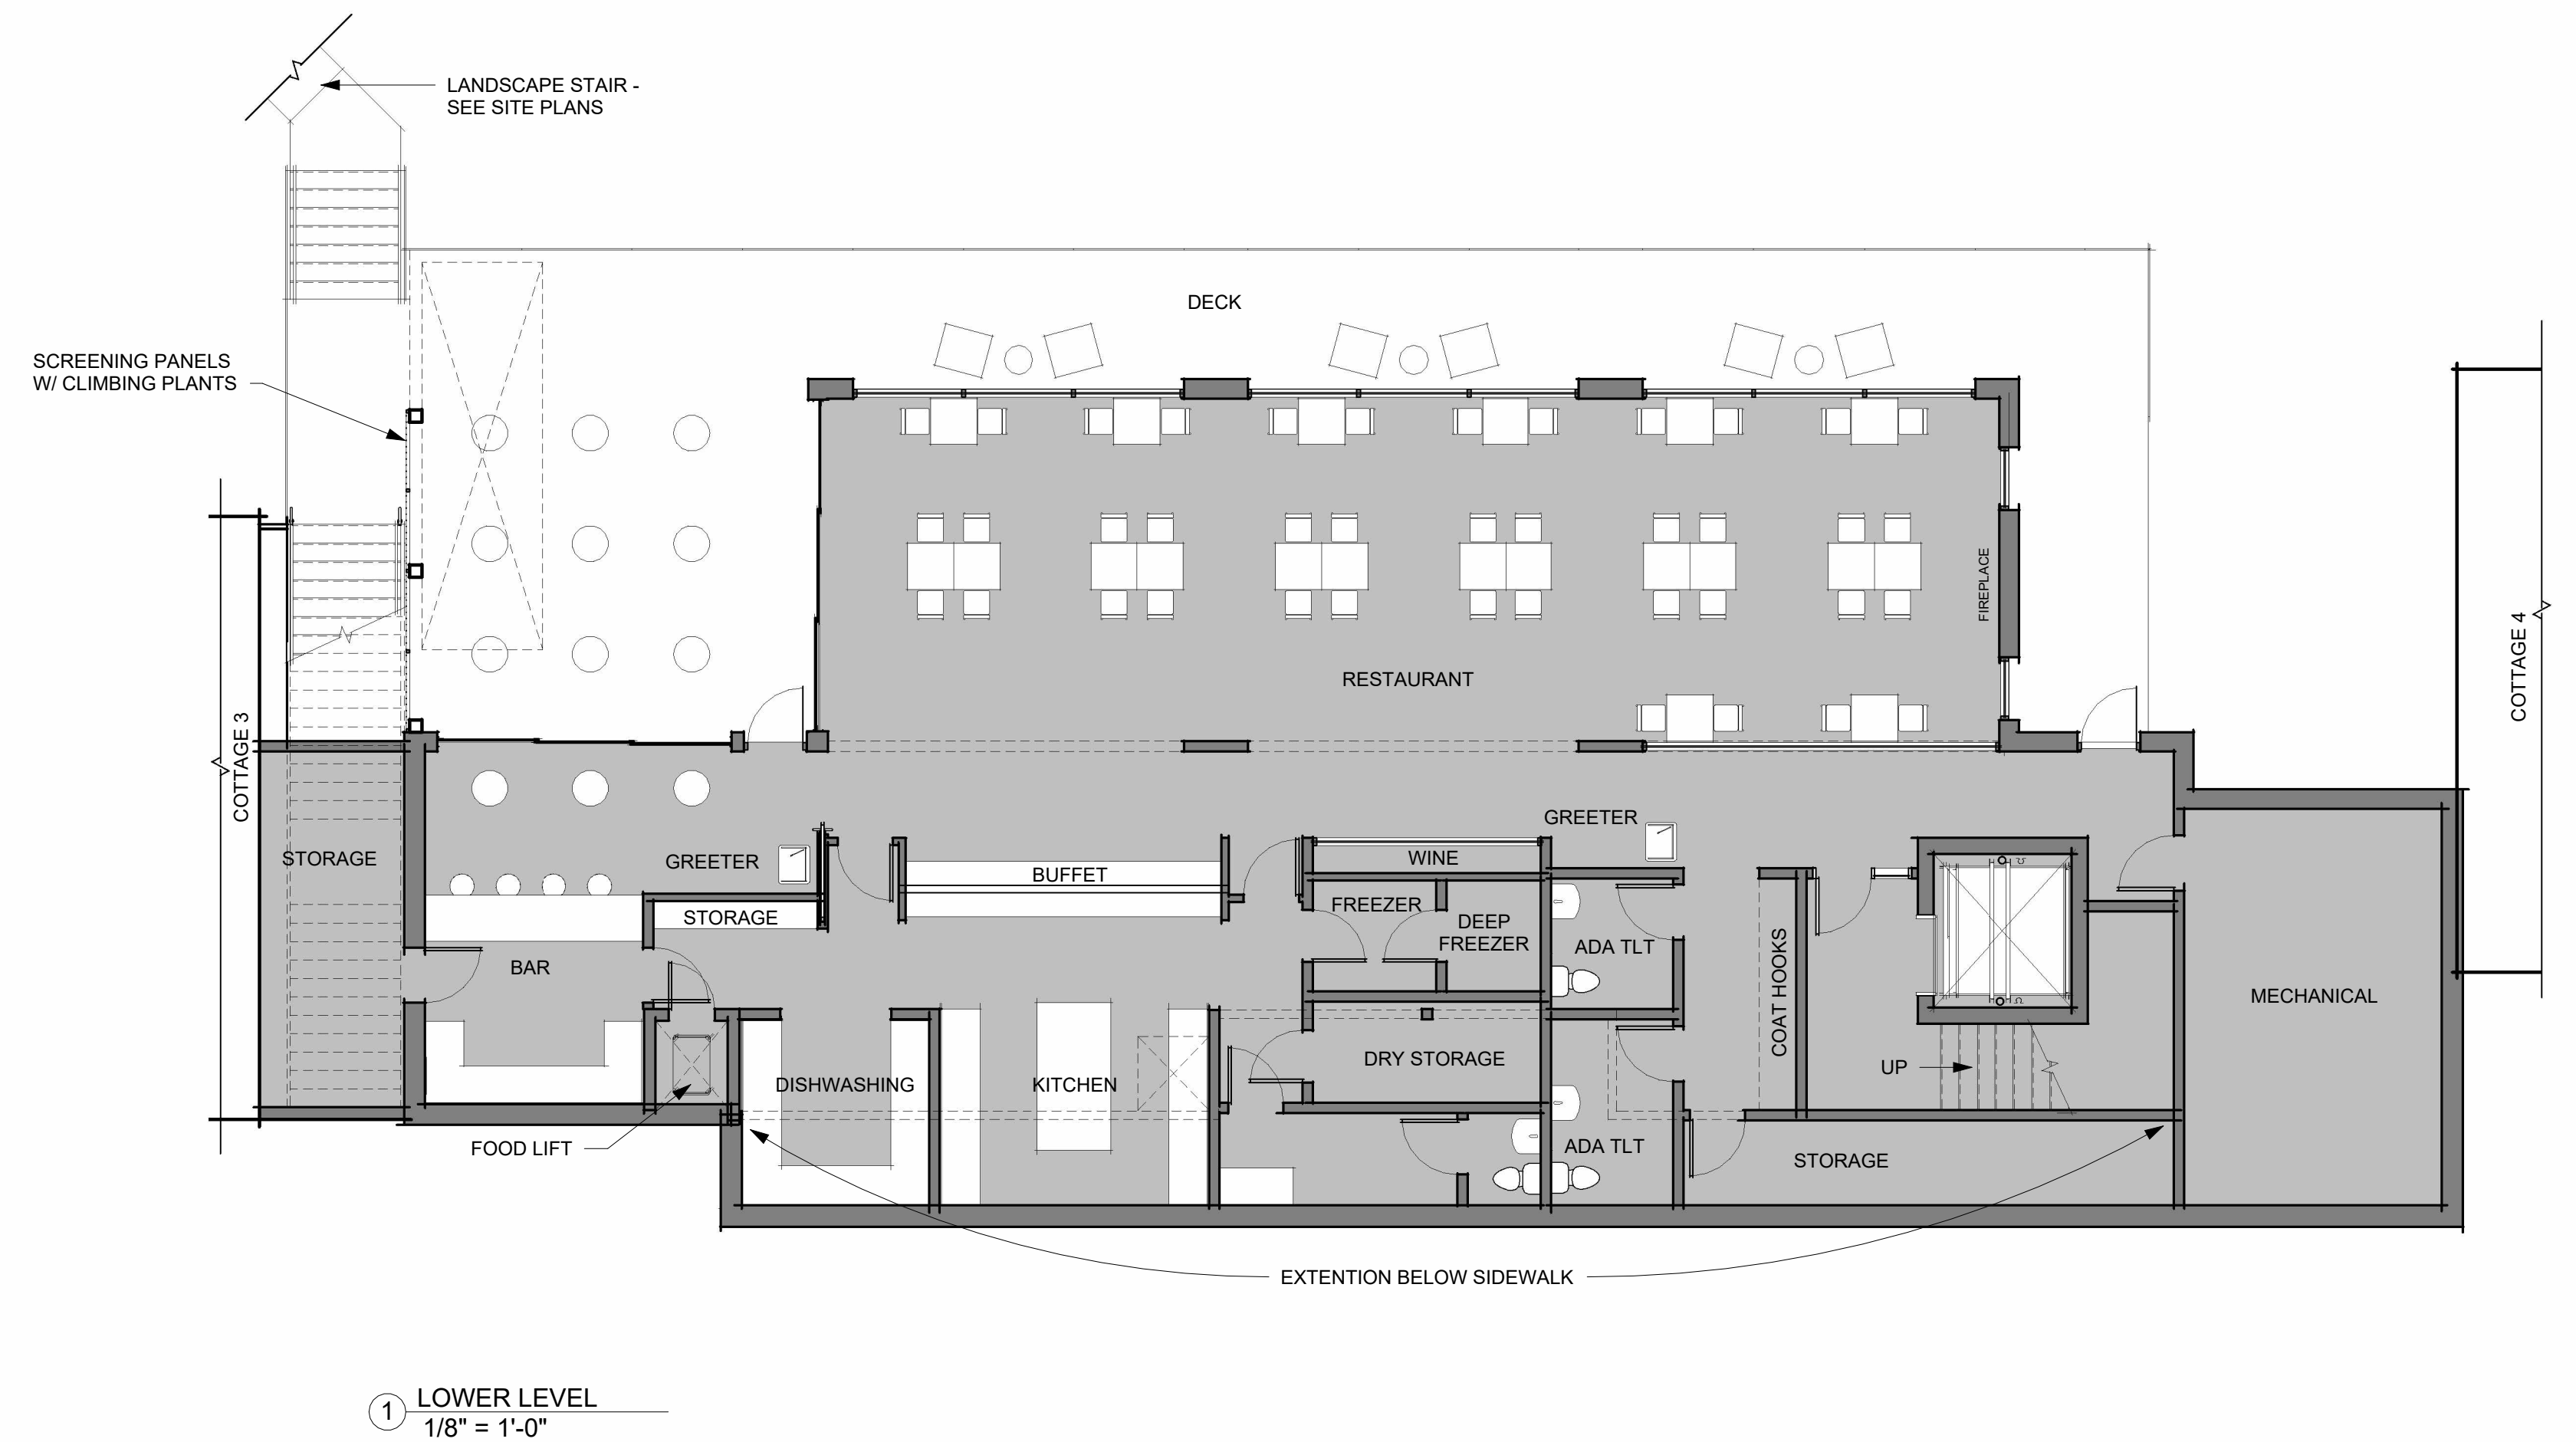 LANDSCAPE STAIR -
SEE SITE PLANS
DECK
SCREENING PANELS
W/ CLIMBING PLANTS
FIREPLACE
COTTAGE 4
RESTAURANT
COTTAGE 3
STORAGE
GREETER
GREETER
BUFFET
WINE
STORAGE
FREEZER
DEEP
FREEZER
ADA TLT
COAT HOOKS
BAR
MECHANICAL
DISHWASHING
KITCHEN
DRY STORAGE
UP
FOOD LIFT
ADA TLT
STORAGE
EXTENTION BELOW SIDEWALK
1
LOWER LEVEL
1/8" = 1'-0"